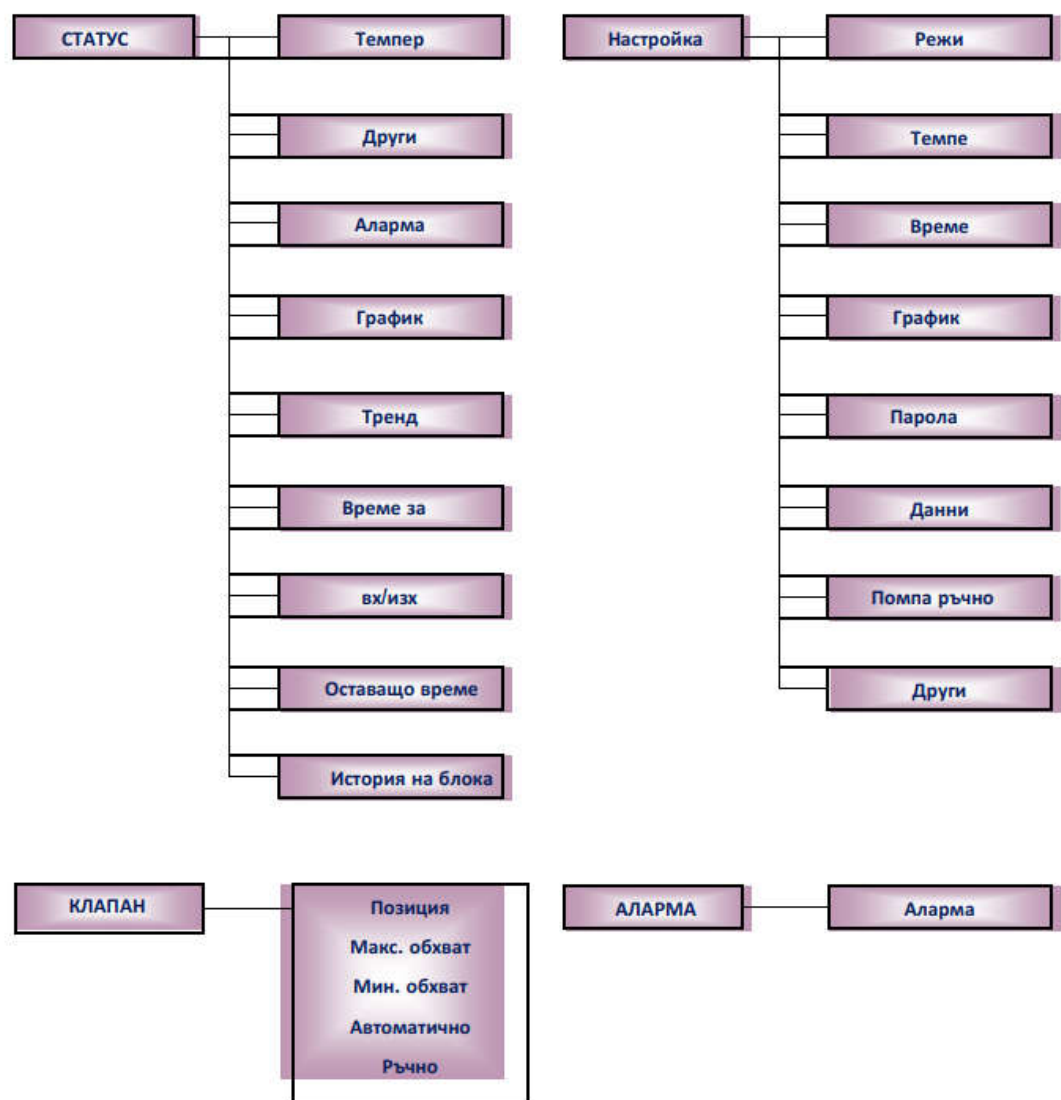 СТАТУС
Темпер
Други
Аларма
График
Тренд
Време за
вх/изх
Оставащо време
История на блока
Настройка
Режи
Темпе
Време
График
Парола
Данни
Помпа ръчно
Други
КЛАПАН
Позиция
Макс. обхват
Мин. обхват
Автоматично
Ръчно
АЛАРМА
Аларма